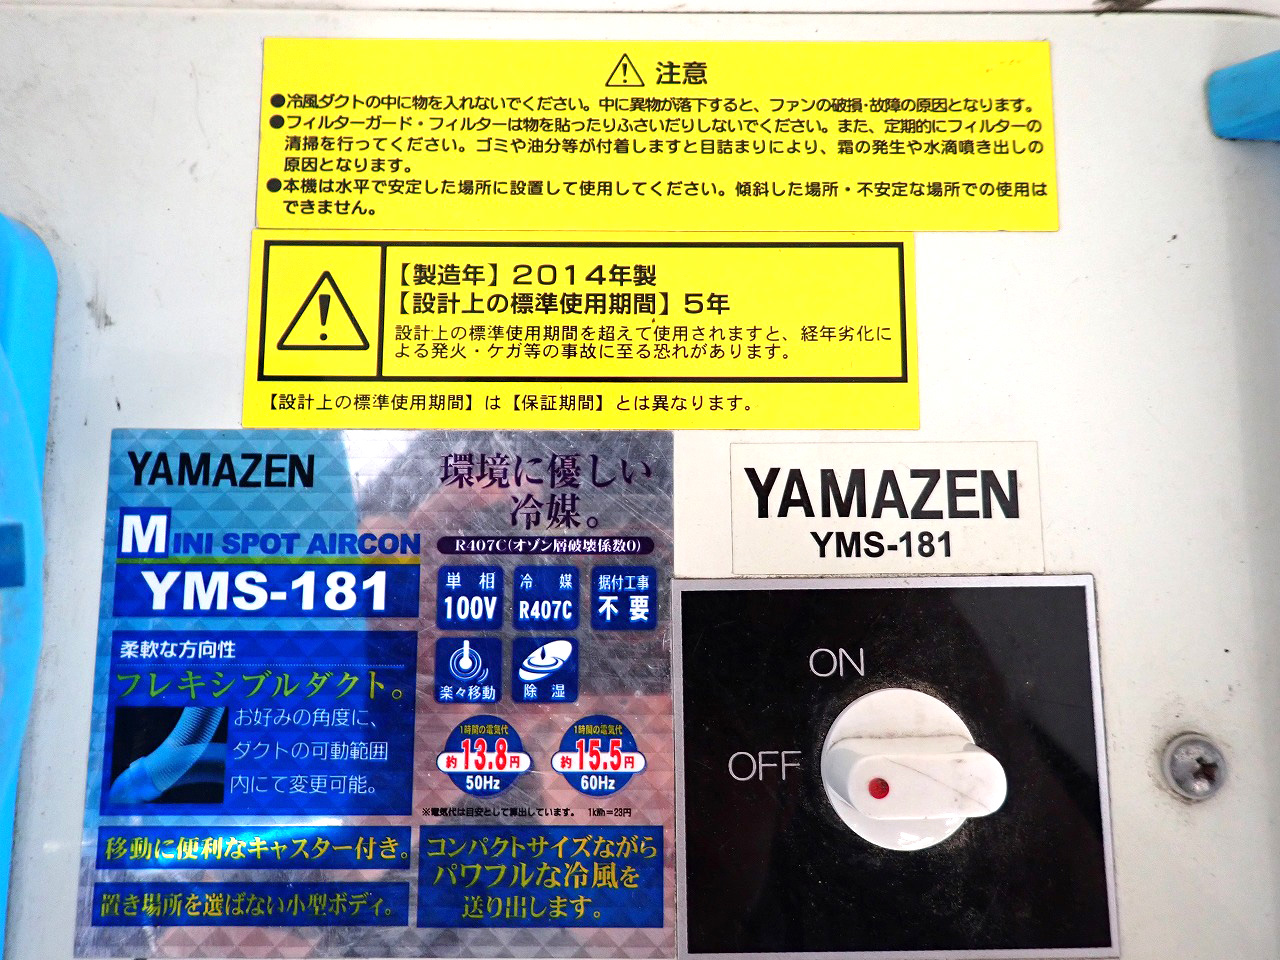 注意
●冷風ダクトの中に物を入れないでください。中に異物が落下すると、ファンの破損・故障の原因となります。
●フィルターガード・フィルターは物を貼ったりふさいだりしないでください。また、定期的にフィルターの
清掃を行ってください。ゴミや油分等が付着しますと目詰まりにより、霜の発生や水滴噴き出しの
原因となります。
●本機は水平で安定した場所に設置して使用してください。傾斜した場所・不安定な場所での使用は
できません。
【製造年】2014年製
【設計上の標準使用期間】5年
設計上の標準使用期間を超えて使用されますと、経年劣化に
よる発火・ケガ等の事故に至る恐れがあります。
【設計上の標準使用期間】は【保証期間】とは異なります。
YAMAZEN
MINI SPOT AIRCON
YMS-181
柔軟な方向性
フレキシブルダクト。
お好みの角度に、
ダクトの可動範囲
内にて変更可能。
移動に便利なキャスター付き。
置き場所を選ばない小型ボディ。
環境に優しい
冷媒。
R407C(オゾン層破壊係数0)
単相
100V
冷媒
R407C
据付工事
不要
楽々移動
除湿
1時間の電気代
約13.8円
50Hz
1時間の電気代
約15.5円
60Hz
※電気代は目安として算出しています。 1kWh=23円
コンパクトサイズながら
パワフルな冷風を
送り出します。
YAMAZEN
YMS-181
ON
OFF